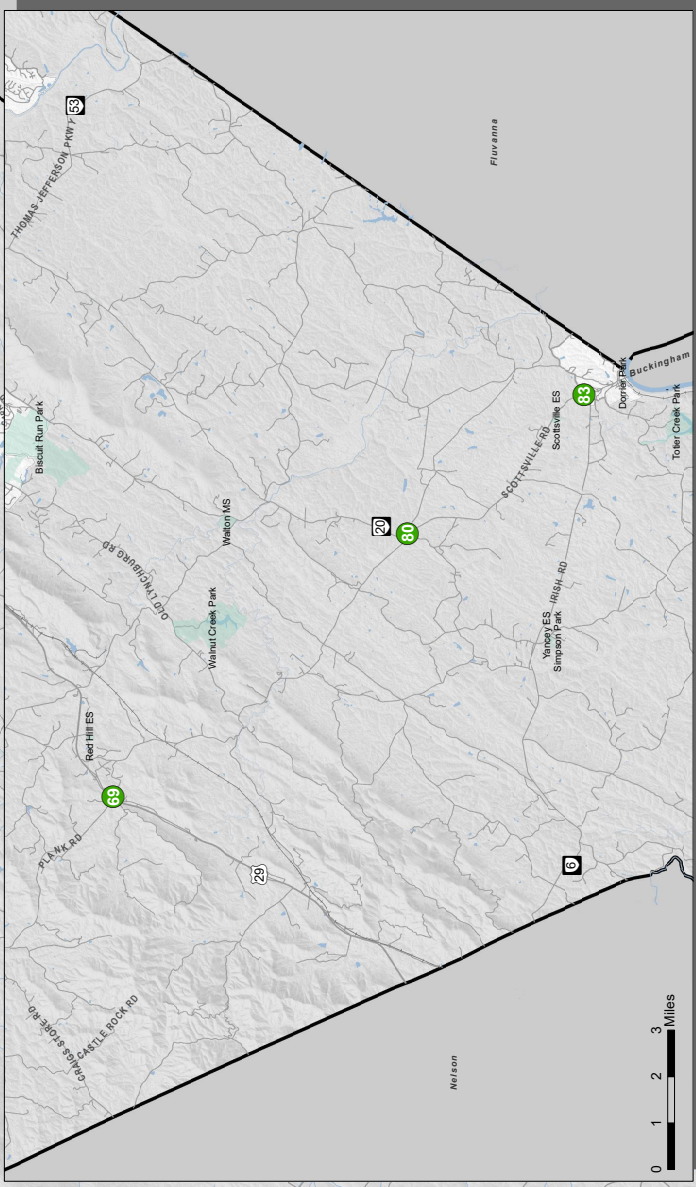 CRAIGS STORE RD
CASTLE ROCK RD
PLANK RD
Red Hill ES
69
Biscuit Run Park
THOMAS JEFFERSON PKWY
53
OLD LYNCHBURG RD
Walnut Creek Park
Walton MS
29
20
80
Nelson
Fluvanna
SCOTTSVILLE RD
Yancey ES
Simpson Park
IRISH RD
Scottsville ES
6
83
Dorrier Park
Buckingham
Totier Creek Park
0 1 2 3
Miles